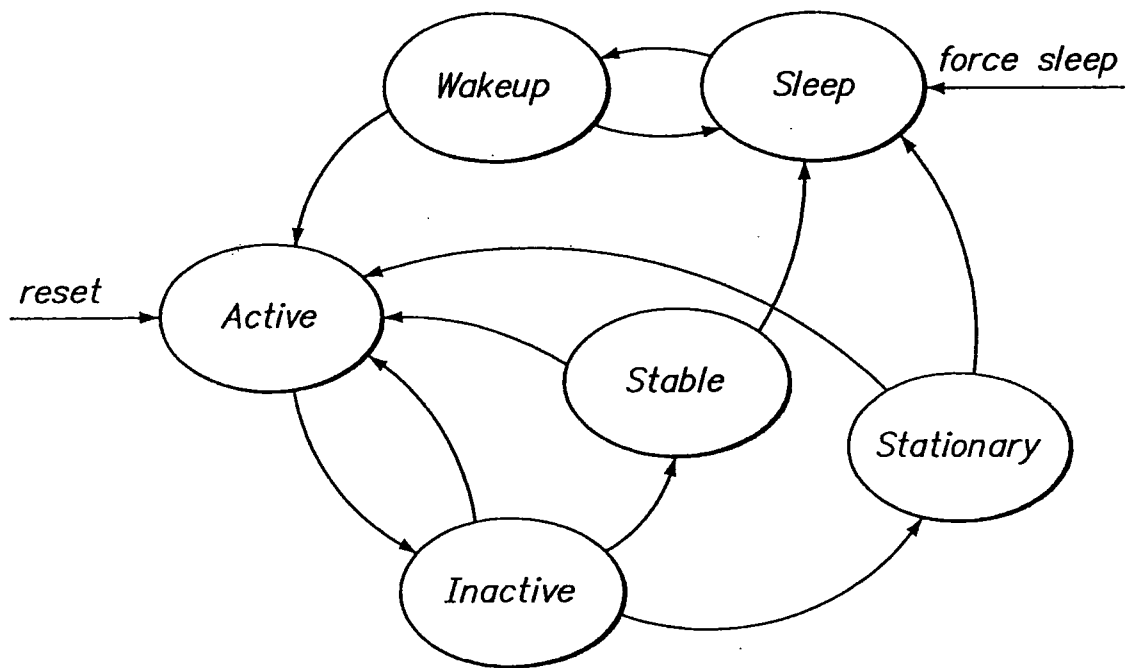 Wakeup
Sleep
force sleep
reset
Active
Stable
Stationary
Inactive